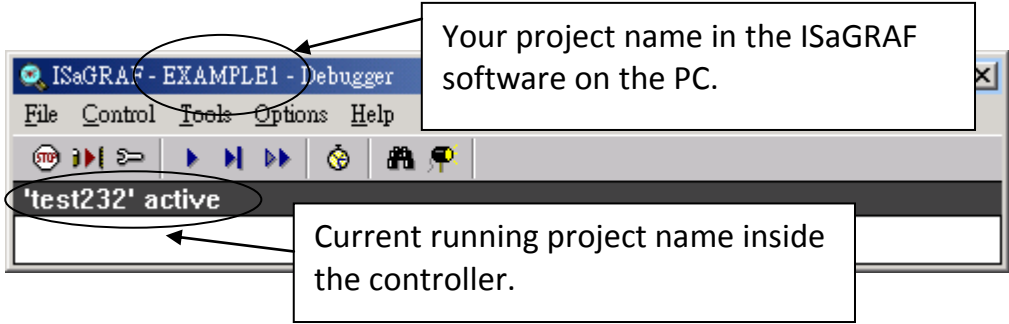 Your project name in the ISaGRAF
software on the PC.
ISaGRAF - EXAMPLE1 - Debugger
File Control Tools Options Help
STOP
'test232' active
Current running project name inside
the controller.